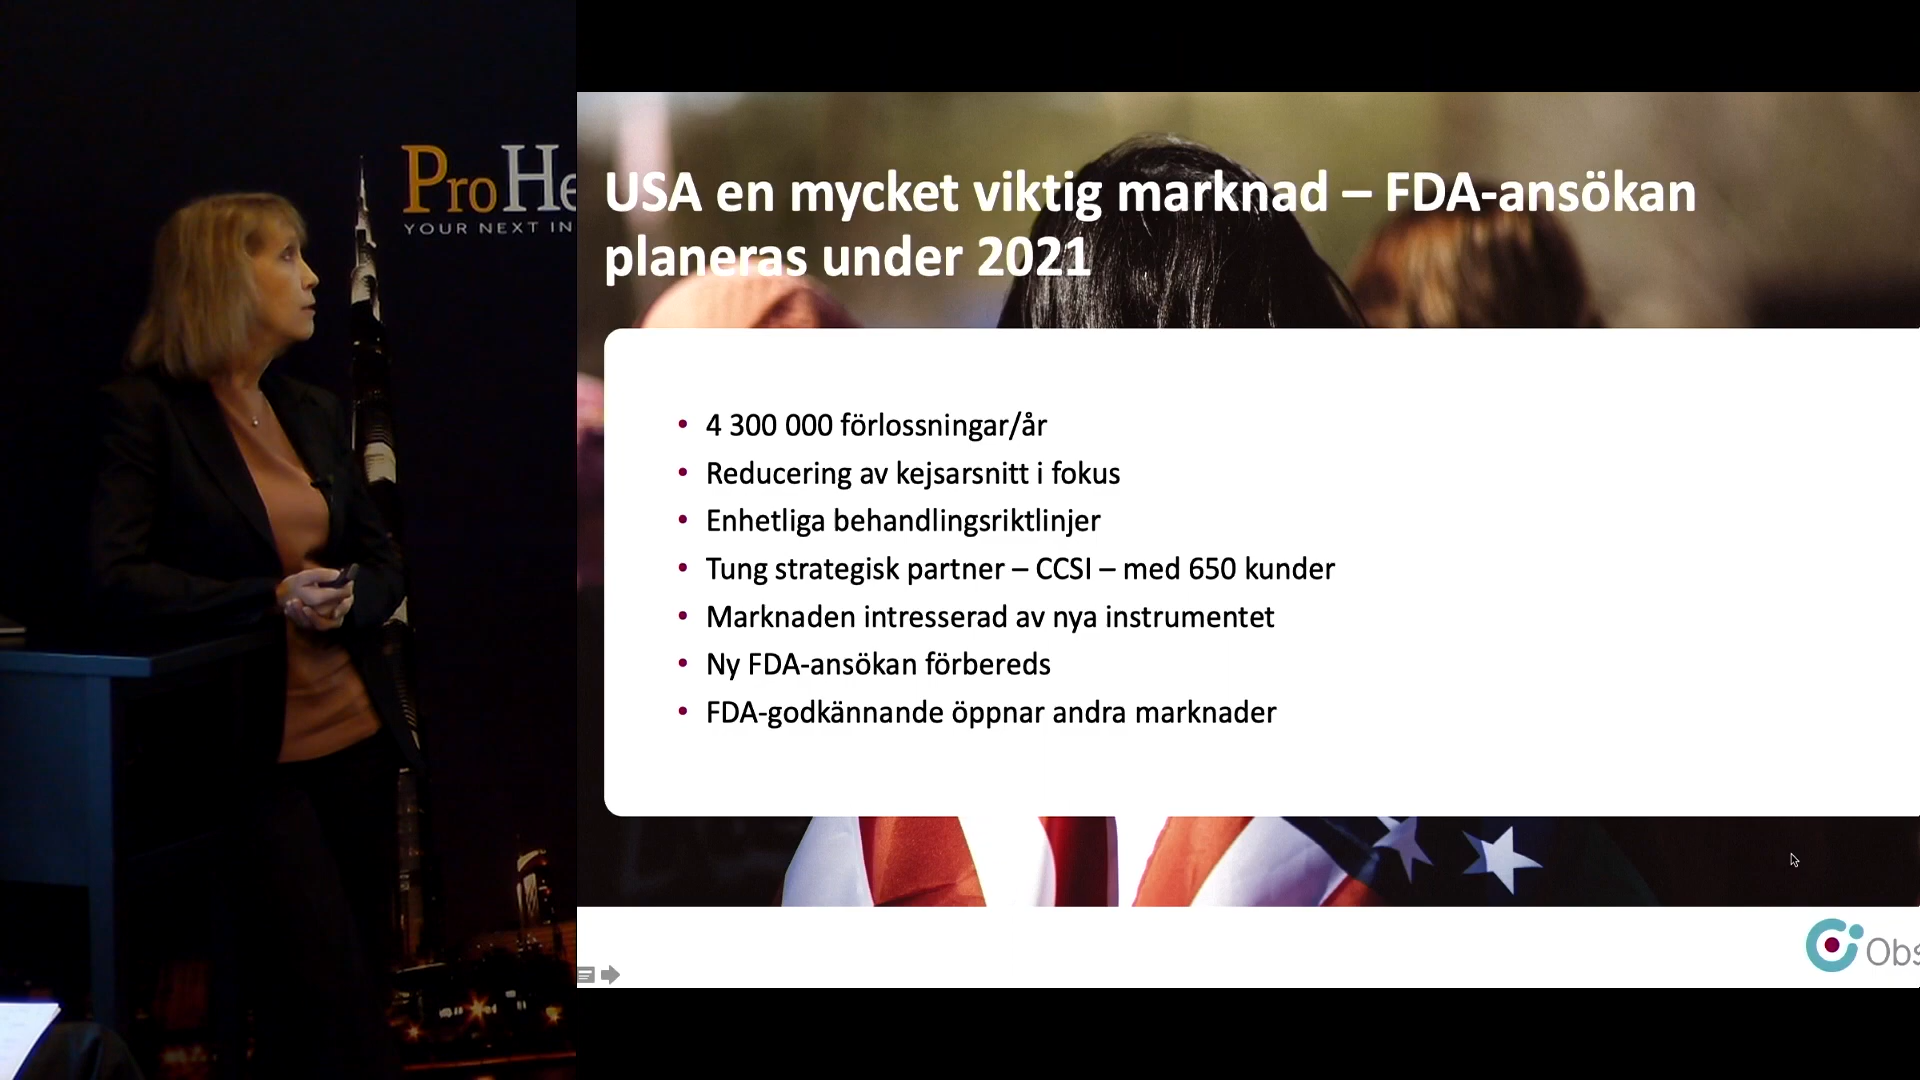 ProHe
YOUR NEXT IN
USA en mycket viktig marknad – FDA-ansökan
planeras under 2021
• 4 300 000 förlossningar/år
• Reducering av kejsarsnitt i fokus
• Enhetliga behandlingsriktlinjer
• Tung strategisk partner – CCSI – med 650 kunder
• Marknaden intresserad av nya instrumentet
• Ny FDA-ansökan förbereds
• FDA-godkännande öppnar andra marknader
Obs